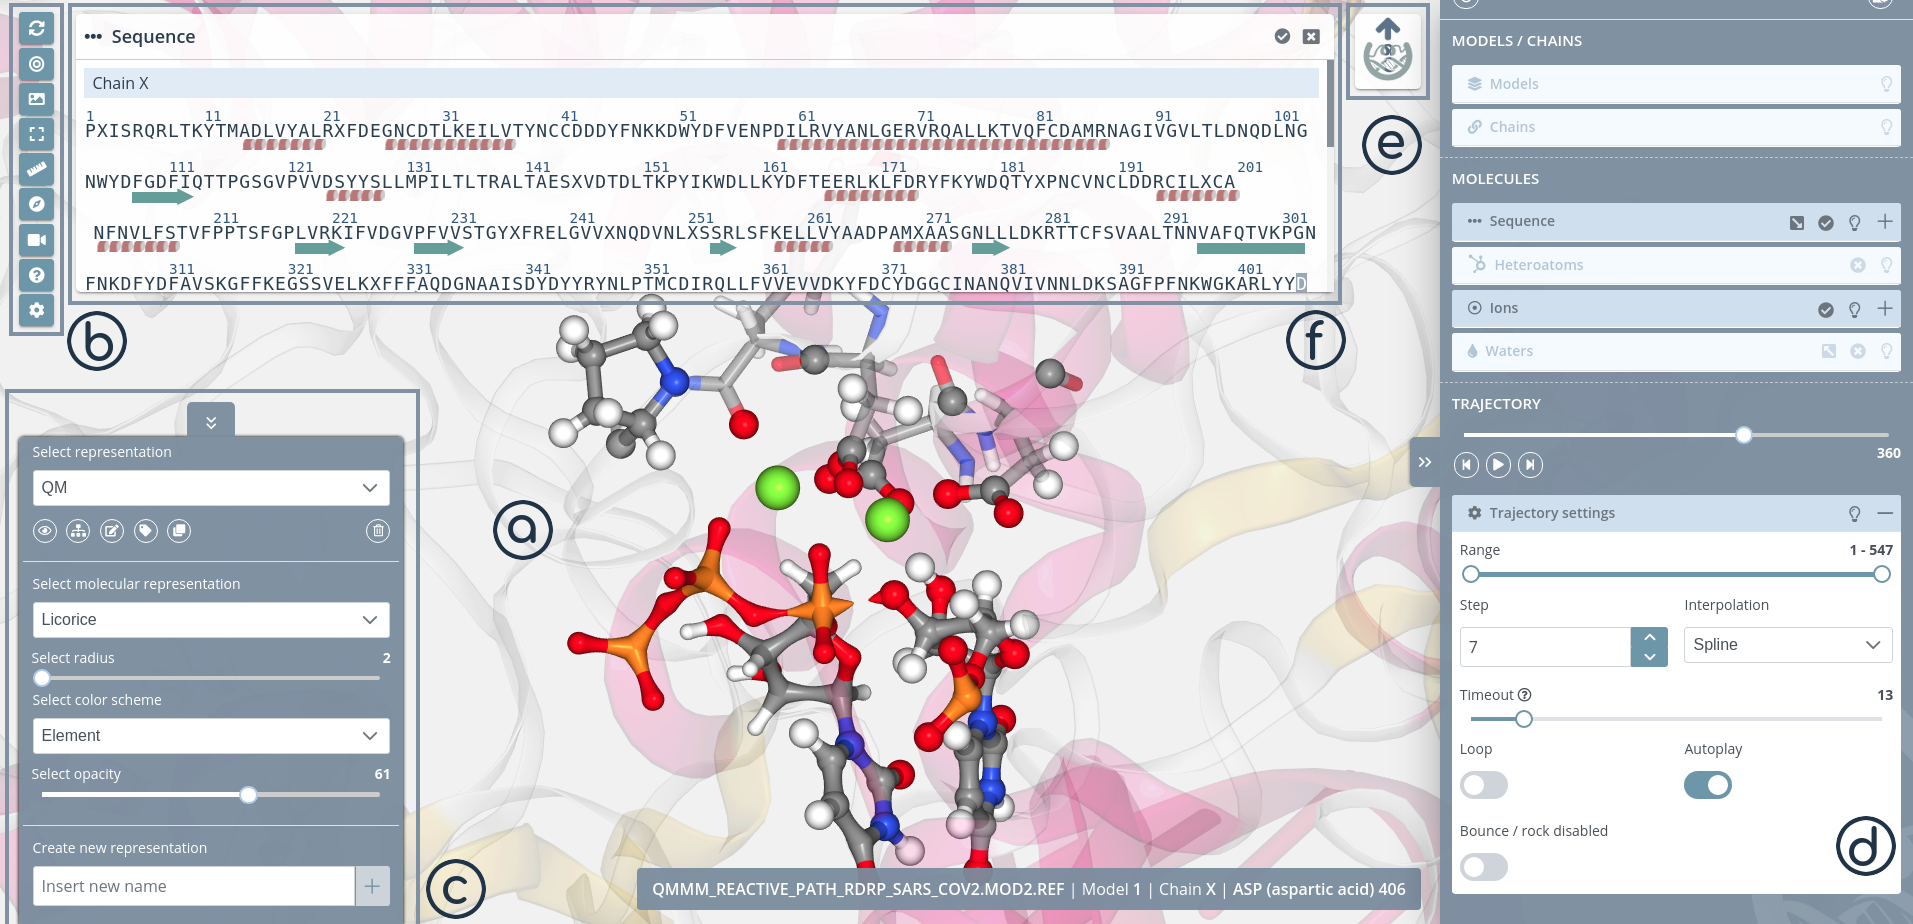 Sequence
Chain X
1 11 21 31 41 51 61 71 81 91 101
PXISRQRLTKYTMADLVYALRXFDEGNCDTLKEILVTYNCCDDDYFNKKDWYDFVENPDILRVYANLGERVRQALLKTVQFCDAMRNAGIVGVLTLDNQDLNG
111 121 131 141 151 161 171 181 191 201
NWYDFGDFIQTTPGSGVPVVDSYYSLLMPILTLTRALTAESXVDTDLTKPYIKWDLLKYDFTEERLKLFDRYFKYWDQTYXPNCVNCLDDRCILXCA
211 221 231 241 251 261 271 281 291 301
NFNVLFSTVFPPTSFGPLVRKIFVDGVPFVVSTGYXFRELGVVXNQDVNLXSSRLSFKELLVYAADPAMXAASGNLLLDKRTTCFSVAALTNNVAFQTVKPGN
311 321 331 341 351 361 371 381 391 401
FNKDFYDFAVSKGFFKEGSSVELKXFFFAQDGNAAISDYDYYRYNLPTMCDIRQLLFVVEVVDKYFDCYDGGCINANQVIVNNLDKSAGFPFNKWGKARLYYD
e
b
f
a
c
d
Select representation
QM
Select molecular representation
Licorice
Select radius 2
Select color scheme
Element
Select opacity 61
Create new representation
Insert new name
QMMM_REACTIVE_PATH_RDRP_SARS_COV2.MOD2.REF | Model 1 | Chain X | ASP (aspartic acid) 406
MODELS / CHAINS
Models
Chains
MOLECULES
Sequence
Heteroatoms
Ions
Waters
TRAJECTORY
360
Trajectory settings
Range 1 - 547
Step Interpolation
7 Spline
Timeout 13
Loop Autoplay
Bounce / rock disabled